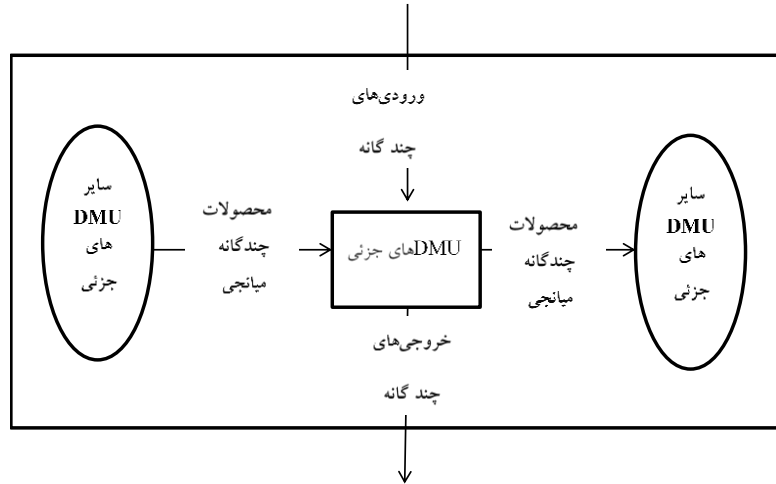 ورودی‌های
چند گانه
سایر
DMU
های
جزئی
محصولات
چندگانه
میانجی
DMUهای جزئی
محصولات
چندگانه
میانجی
سایر
DMU
های
جزئی
خروجی‌های
چند گانه